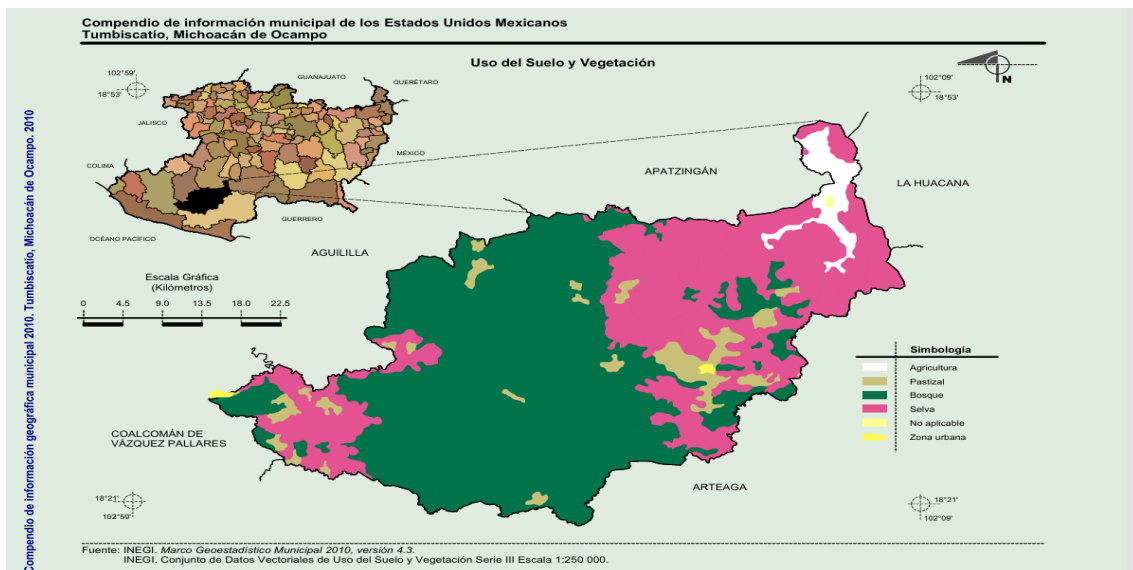 Compendio de información municipal de los Estados Unidos Mexicanos
Tumbiscatío, Michoacán de Ocampo
Uso del Suelo y Vegetación
102°59'
18°53'
GUANAJUATO
QUERÉTARO
JALISCO
COLIMA
MÉXICO
GUERRERO
OCÉANO PACÍFICO
N
102°09'
18°53'
APATZINGÁN
LA HUACANA
AGUILILLA
Escala Gráfica
(Kilómetros)
0 4.5 9.0 13.5 18.0 22.5
Simbología
Agricultura
Pastizal
Bosque
Selva
No aplicable
Zona urbana
COALCOMÁN DE
VÁZQUEZ PALLARES
ARTEAGA
18°21'
102°59'
18°21'
102°09'
Fuente: INEGI. Marco Geoestadístico Municipal 2010, versión 4.3.
INEGI. Conjunto de Datos Vectoriales de Uso del Suelo y Vegetación Serie III Escala 1:250 000.
Compendio de información geográfica municipal 2010. Tumbiscatío, Michoacán de Ocampo. 2010